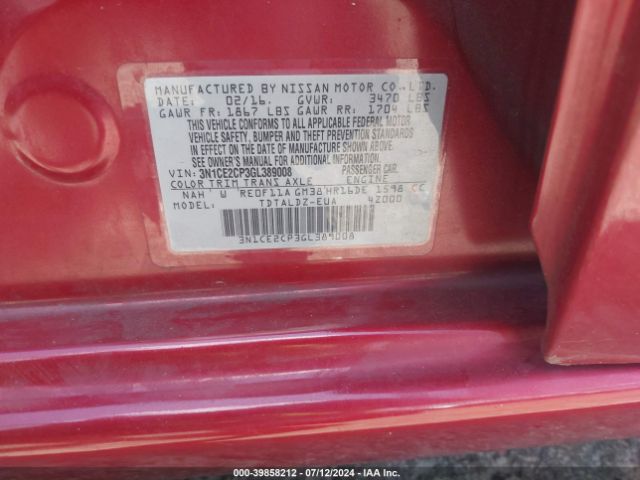 MANUFACTURED BY NISSAN MOTOR CO.,LTD.
DATE: 02/16. GVWR: 3470 LBS
GAWR FR: 1867 LBS GAWR RR: 1704 LBS
THIS VEHICLE CONFORMS TO ALL APPLICABLE FEDERAL MOTOR
VEHICLE SAFETY, BUMPER AND THEFT PREVENTION STANDARDS
IN EFFECT ON THE DATE OF MANUFACTURE SHOWN ABOVE.
SEE OWNER'S MANUAL FOR ADDITIONAL INFORMATION.
VIN: 3N1CE2CP3GL389008 PASSENGER CAR
COLOR TRIM TRANS AXLE ENGINE
NAH W RE0F11A GM38 HR16DE 1598 CC
MODEL: TDTALDZ-EUA 42000
3N1CE2CP3GL389008
000-39858212 - 07/12/2024 - IAA Inc.